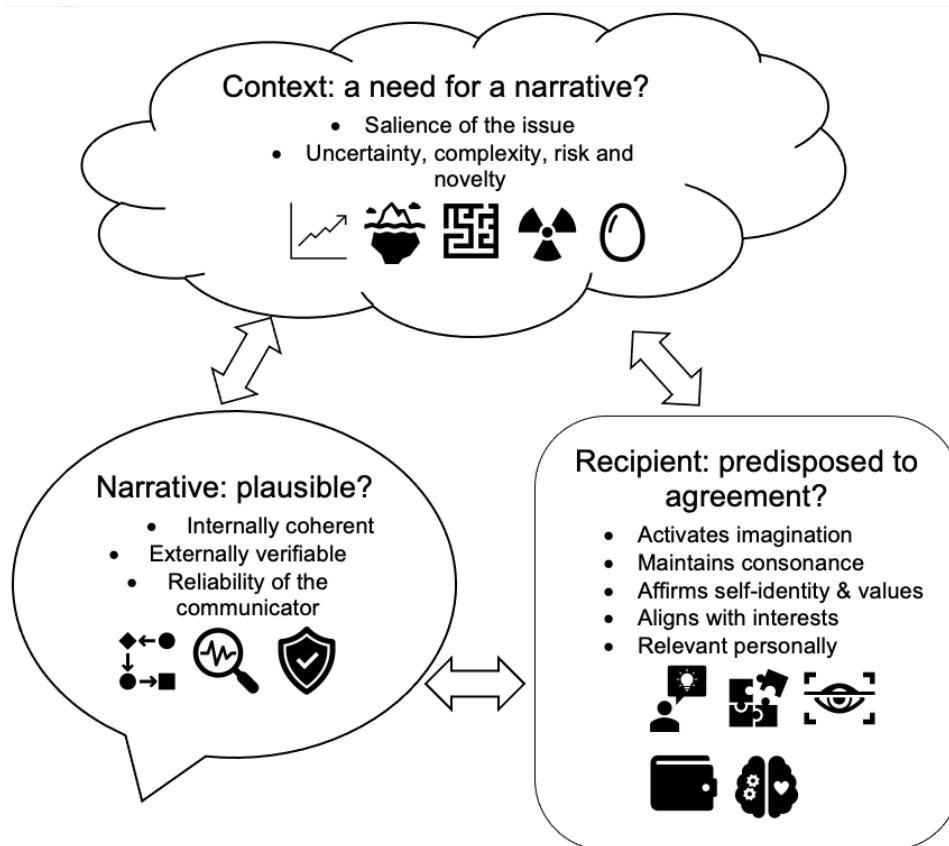 Context: a need for a narrative?
• Salience of the issue
• Uncertainty, complexity, risk and
novelty
Narrative: plausible?
• Internally coherent
• Externally verifiable
• Reliability of the
communicator
Recipient: predisposed to
agreement?
• Activates imagination
• Maintains consonance
• Affirms self-identity & values
• Aligns with interests
• Relevant personally